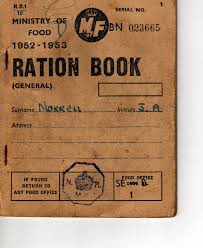 R.B.1
MINISTRY OF
FOOD
1952-1953
SERIAL NO.
MF
BN 023665
RATION BOOK
(GENERAL)
Surname Norrell Initials J. A
Address
IF FOUND
RETURN TO
ANY FOOD OFFICE
FOOD OFFICE
1